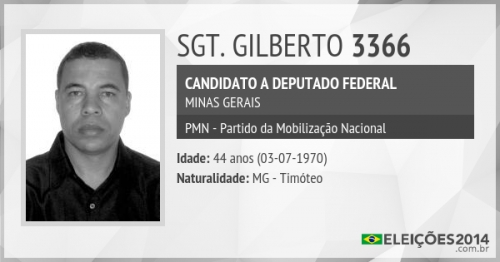 SGT. GILBERTO 3366
CANDIDATO A DEPUTADO FEDERAL
MINAS GERAIS
PMN - Partido da Mobilização Nacional
Idade: 44 anos (03-07-1970)
Naturalidade: MG - Timóteo
ELEIÇÕES2014
.com.br